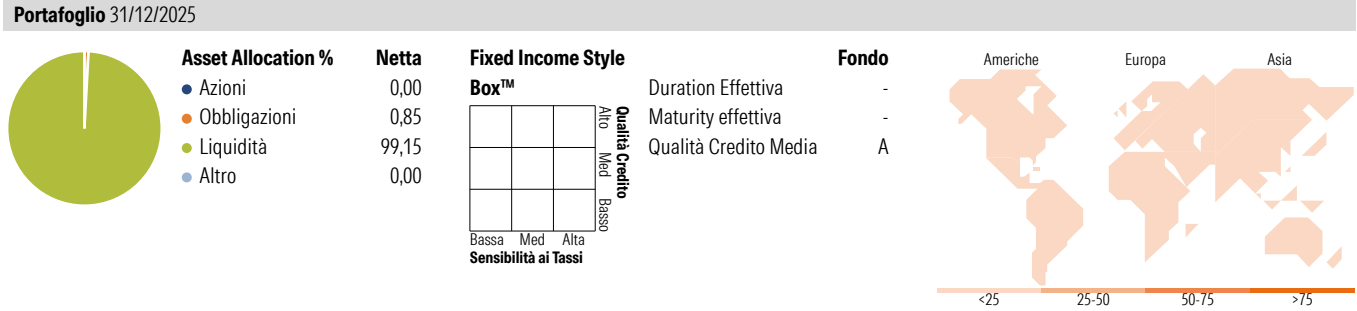 Portafoglio 31/12/2025
Asset Allocation % Netta
Azioni 0,00
Obbligazioni 0,85
Liquidità 99,15
Altro 0,00
Fixed Income Style
Box™
Alto Med Basso
Qualità Credito
Bassa Med Alta
Sensibilità ai Tassi
Fondo
Duration Effettiva -
Maturity effettiva -
Qualità Credito Media A
Americhe Europa Asia
<25 25-50 50-75 >75